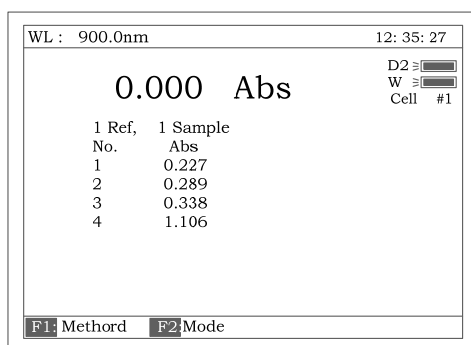 WL : 900.0nm 12: 35: 27
D2
0.000 Abs
W
Cell #1
1 Ref, 1 Sample
No. Abs
1 0.227
2 0.289
3 0.338
4 1.106
F1: Methord F2:Mode